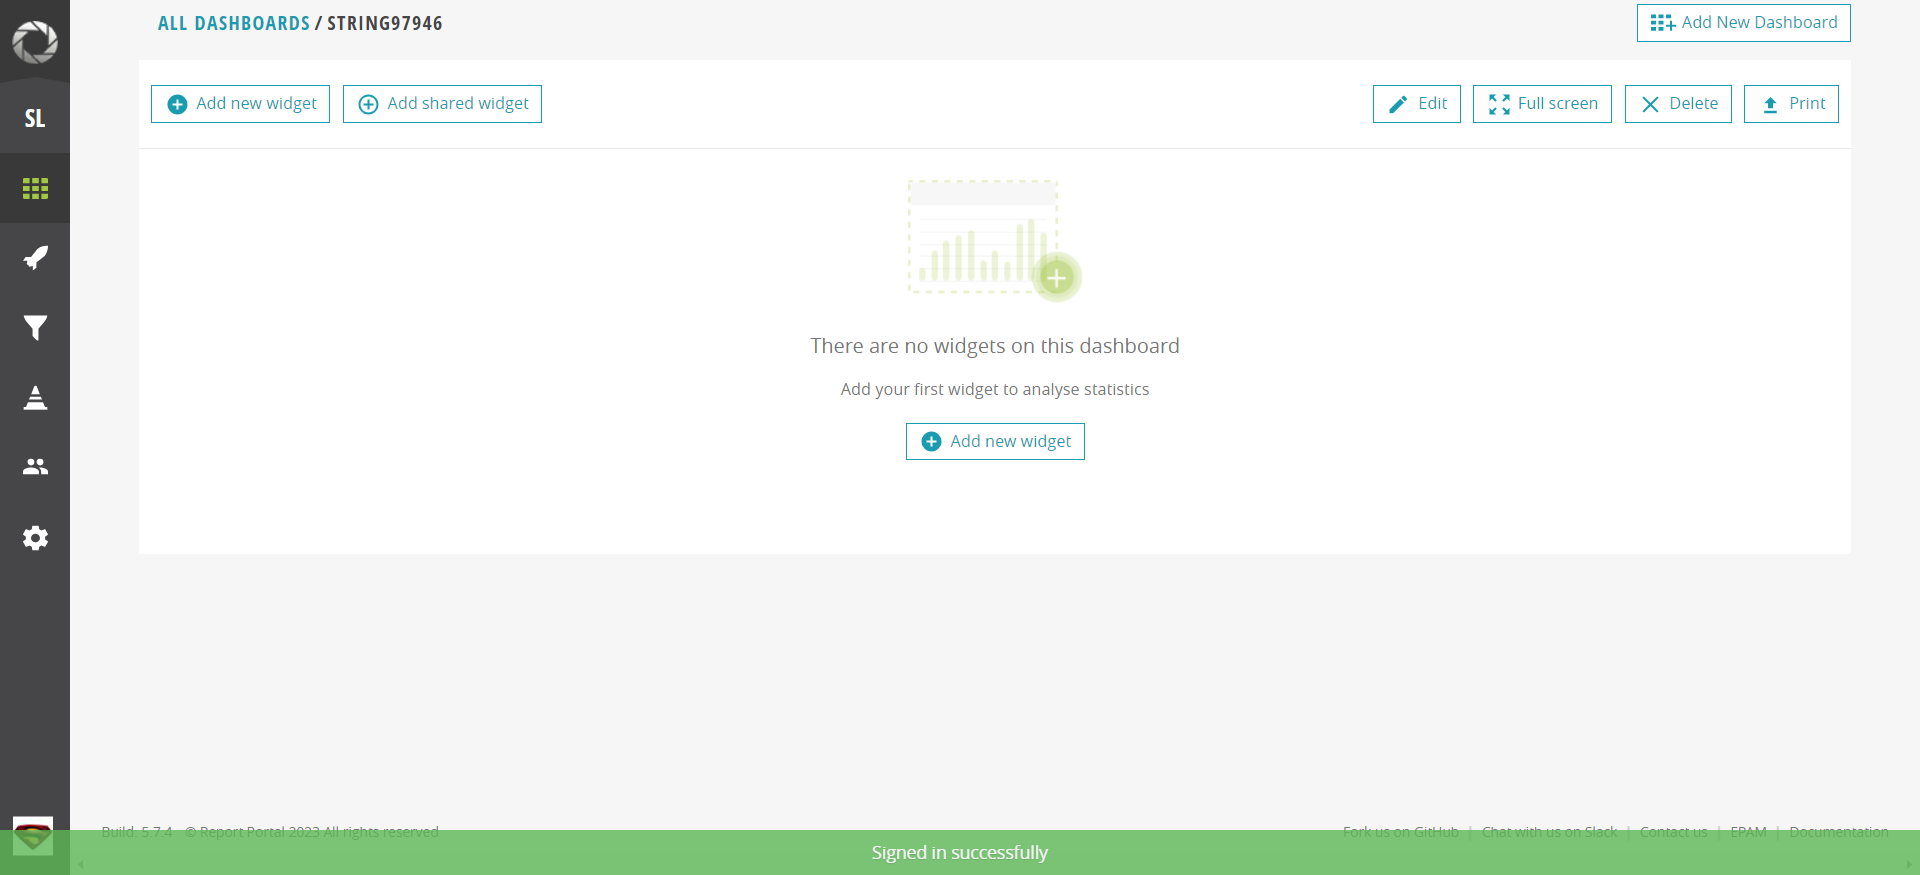 ALL DASHBOARDS / STRING97946
Add New Dashboard
Add new widget
Add shared widget
Edit
Full screen
Delete
Print
SL
There are no widgets on this dashboard
Add your first widget to analyse statistics
Add new widget
Build: 5.7.4 © Report Portal 2023 All rights reserved
Fork us on GitHub | Chat with us on Slack | Contact us | EPAM | Documentation
Signed in successfully